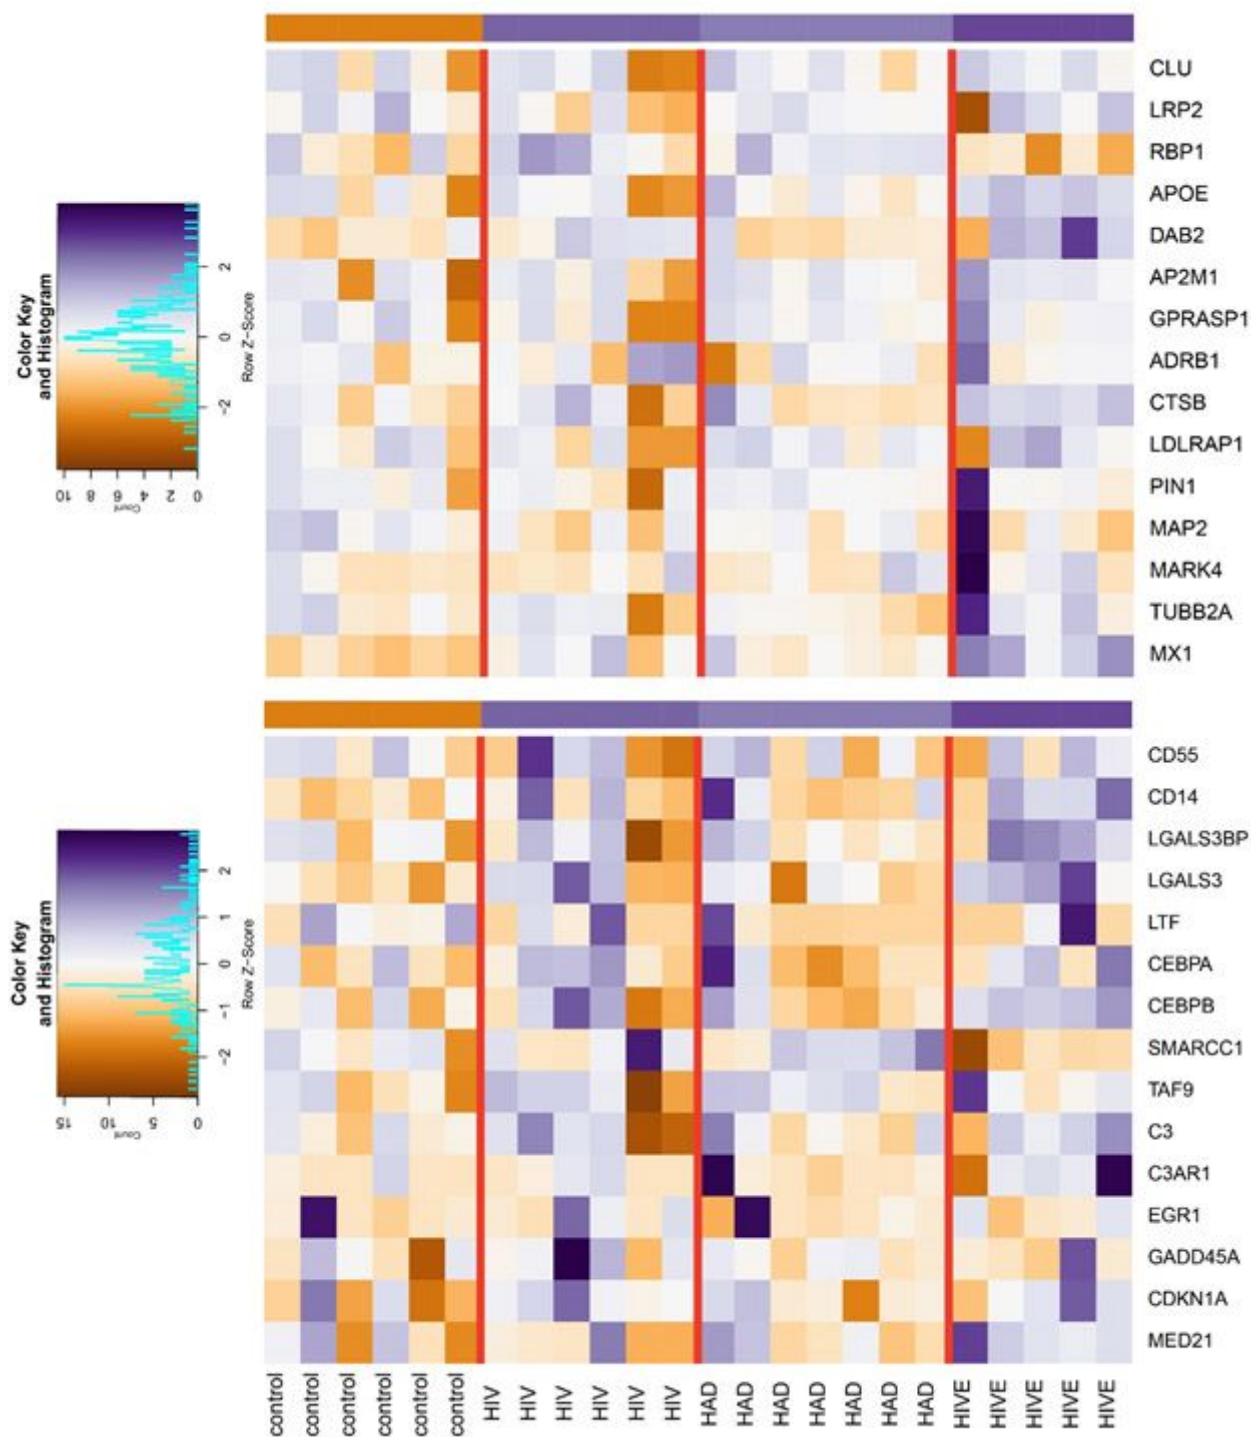 CLU
LRP2
RBP1
APOE
DAB2
AP2M1
GPRASP1
ADRB1
CTSB
LDLRAP1
PIN1
MAP2
MARK4
TUBB2A
MX1
Color Key
and Histogram
2
0
-2
Row Z-Score
10 8 6 4 2 0
Count
CD55
CD14
LGALS3BP
LGALS3
LTF
CEBPA
CEBPB
SMARCC1
TAF9
C3
C3AR1
EGR1
GADD45A
CDKN1A
MED21
Color Key
and Histogram
2
1
0
-1
-2
Row Z-Score
15 10 5 0
Count
control
control
control
control
control
control
HIV
HIV
HIV
HIV
HIV
HIV
HAD
HAD
HAD
HAD
HAD
HAD
HAD
HIVE
HIVE
HIVE
HIVE
HIVE